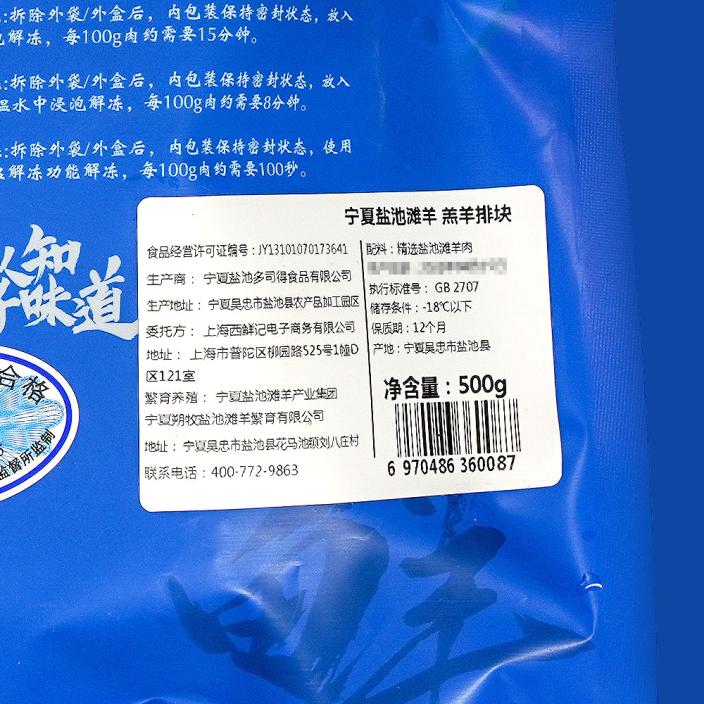 :拆除外袋/外盒后，内包装保持密封状态，放入
解冻，每100g肉约需要15分钟。
:拆除外袋/外盒后，内包装保持密封状态，放入
温水中浸泡解冻，每100g肉约需要8分钟。
:拆除外袋/外盒后，内包装保持密封状态，使用
解冻功能解冻，每100g肉约需要100秒。
知
味道
合格
监督所监制
宁夏盐池滩羊 羔羊排块
食品经营许可证编号：JY13101070173641
生产商：宁夏盐池多司得食品有限公司
生产地址：宁夏吴忠市盐池县农产品加工园区
委托方：上海西鲜记电子商务有限公司
地址：上海市普陀区柳园路525号1幢D
区121室
繁育养殖：宁夏盐池滩羊产业集团
宁夏朔牧盐池滩羊繁育有限公司
地址：宁夏吴忠市盐池县花马池镇刘八庄村
联系电话：400-772-9863
配料：精选盐池滩羊肉
执行标准号：GB 2707
储存条件：-18℃以下
保质期：12个月
产地：宁夏吴忠市盐池县
净含量：500g
6 970486 360087